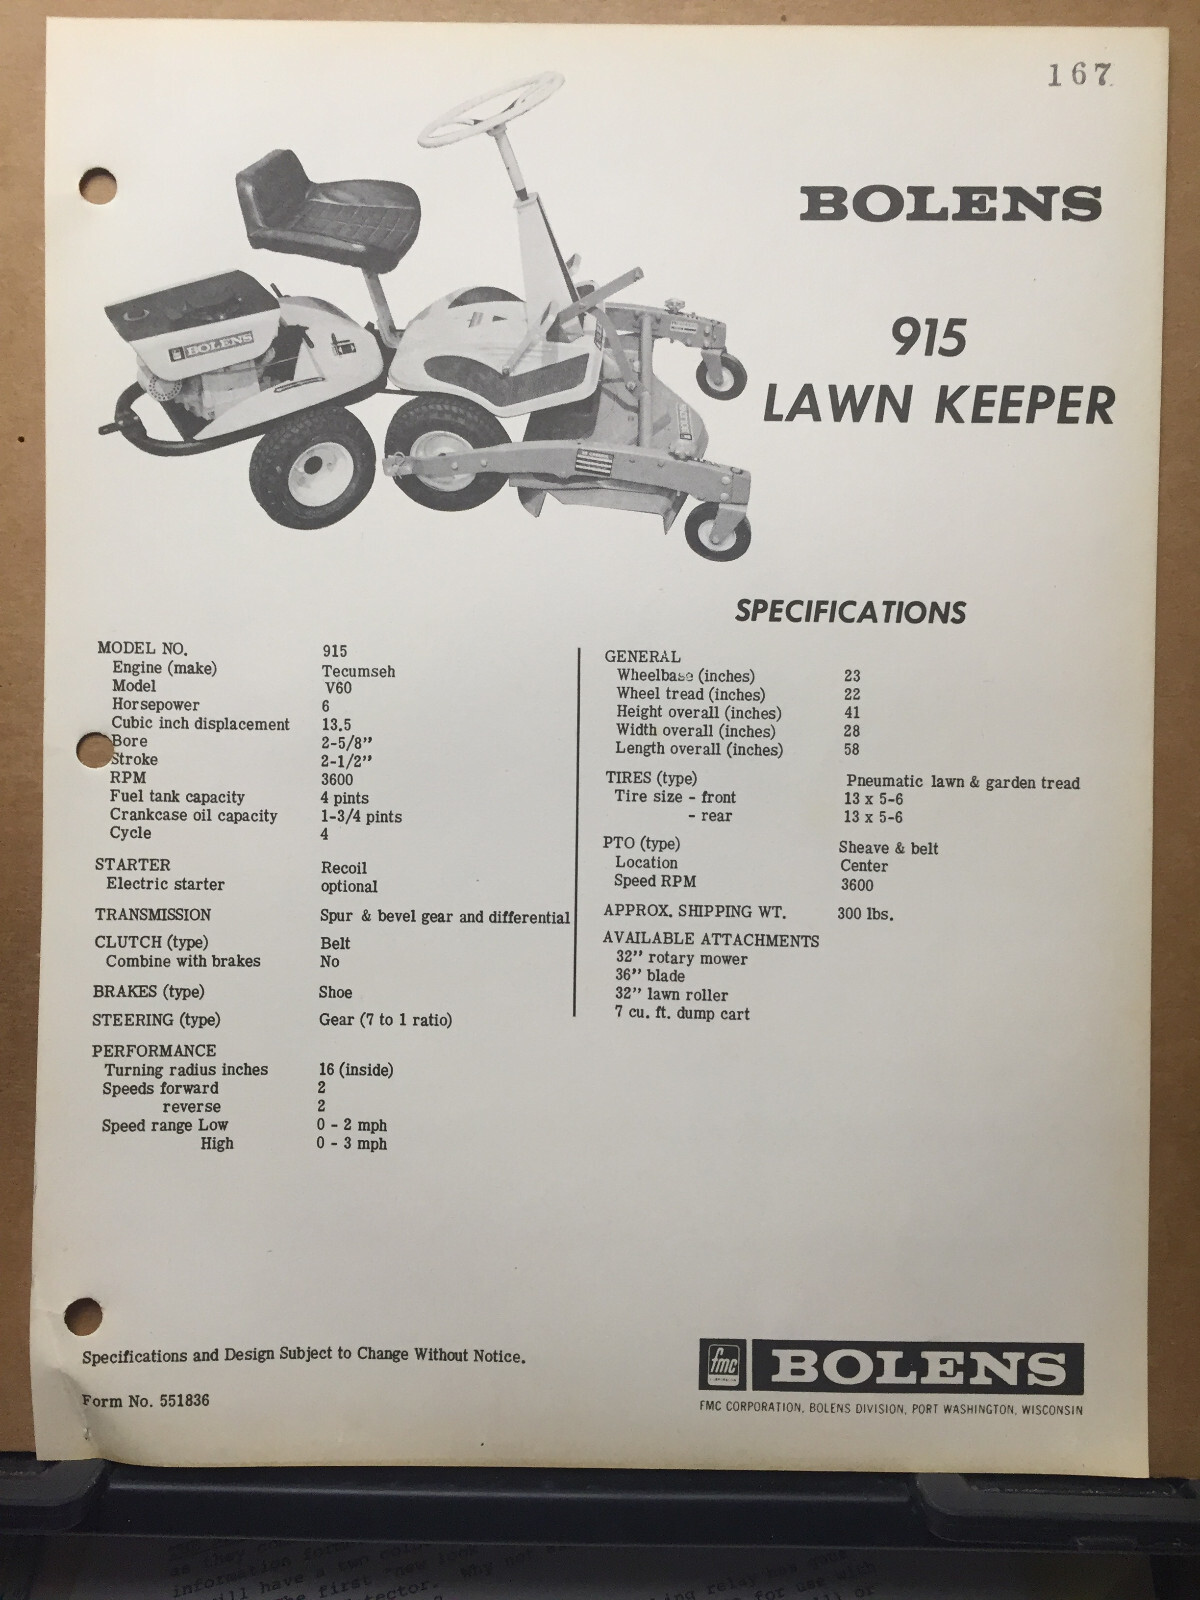 167
BOLENS
915
LAWN KEEPER
BOLENS
BOLENS
SPECIFICATIONS
MODEL NO. 915
Engine (make) Tecumseh
Model V60
Horsepower 6
Cubic inch displacement 13.5
Bore 2-5/8"
Stroke 2-1/2"
RPM 3600
Fuel tank capacity 4 pints
Crankcase oil capacity 1-3/4 pints
Cycle 4
STARTER Recoil
Electric starter optional
TRANSMISSION Spur & bevel gear and differential
CLUTCH (type) Belt
Combine with brakes No
BRAKES (type) Shoe
STEERING (type) Gear (7 to 1 ratio)
PERFORMANCE
Turning radius inches 16 (inside)
Speeds forward 2
reverse 2
Speed range Low 0 - 2 mph
High 0 - 3 mph
GENERAL
Wheelbase (inches) 23
Wheel tread (inches) 22
Height overall (inches) 41
Width overall (inches) 28
Length overall (inches) 58
TIRES (type) Pneumatic lawn & garden tread
Tire size - front 13 x 5-6
- rear 13 x 5-6
PTO (type) Sheave & belt
Location Center
Speed RPM 3600
APPROX. SHIPPING WT. 300 lbs.
AVAILABLE ATTACHMENTS
32" rotary mower
36" blade
32" lawn roller
7 cu. ft. dump cart
Specifications and Design Subject to Change Without Notice.
Form No. 551836
fmc BOLENS
FMC CORPORATION, BOLENS DIVISION, PORT WASHINGTON, WISCONSIN